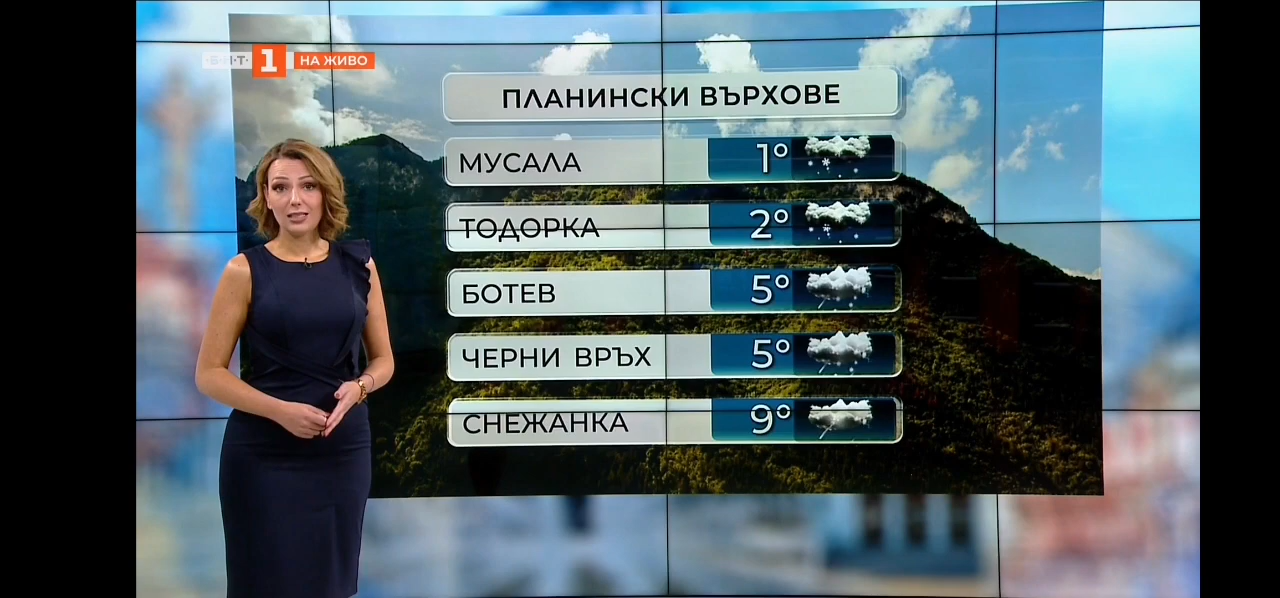 БНТ 1 НА ЖИВО
ПЛАНИНСКИ ВЪРХОВЕ
МУСАЛА 1°
ТОДОРКА 2°
БОТЕВ 5°
ЧЕРНИ ВРЪХ 5°
СНЕЖАНКА 9°